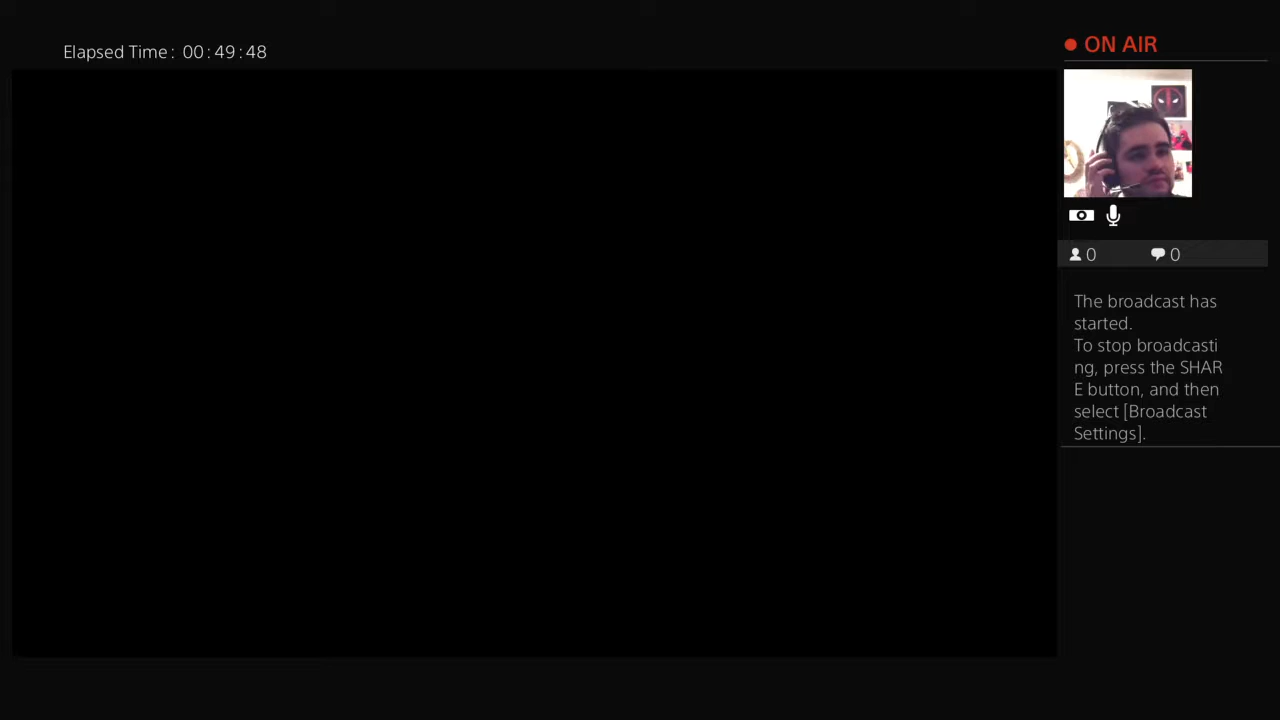 Elapsed Time: 00:49:48
ON AIR
0 0
The broadcast has
started.
To stop broadcasti
ng, press the SHAR
E button, and then
select [Broadcast
Settings].